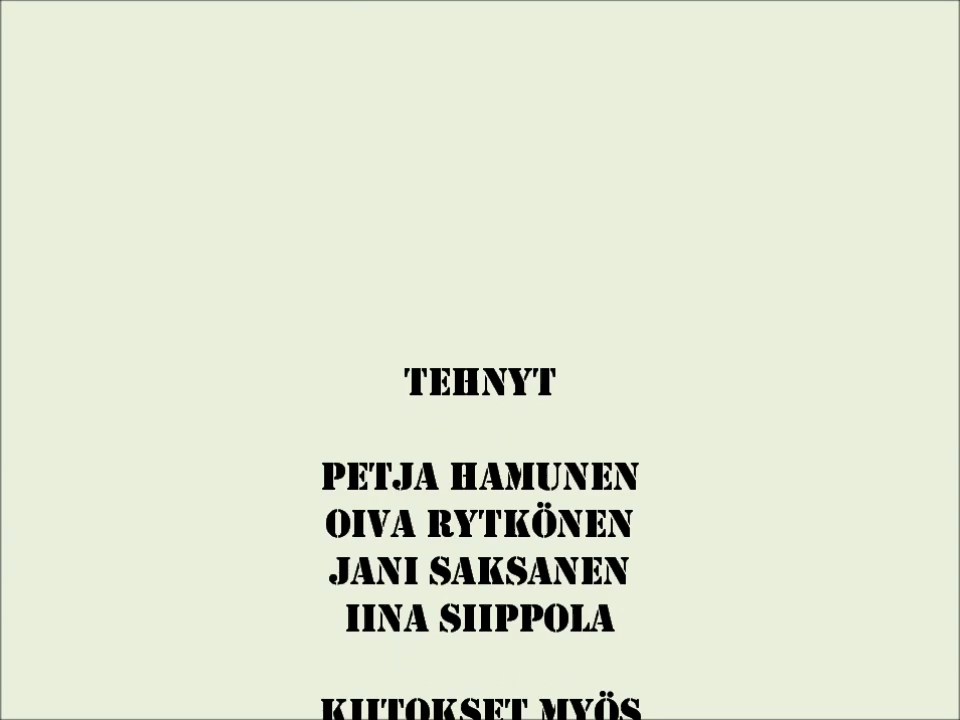 TEHNYT
PETJA HAMUNEN
OIVA RYTKÖNEN
JANI SAKSANEN
IINA SIIPPOLA
KIITOKSET MYÖS